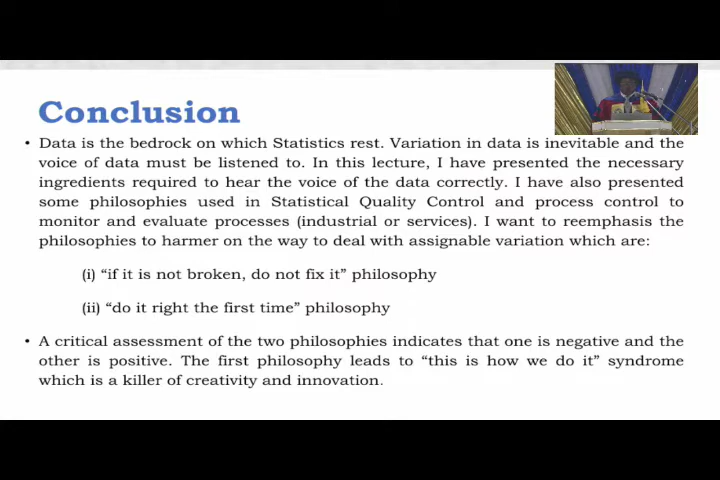 Conclusion
• Data is the bedrock on which Statistics rest. Variation in data is inevitable and the
voice of data must be listened to. In this lecture, I have presented the necessary
ingredients required to hear the voice of the data correctly. I have also presented
some philosophies used in Statistical Quality Control and process control to
monitor and evaluate processes (industrial or services). I want to reemphasis the
philosophies to harmer on the way to deal with assignable variation which are:
(i) “if it is not broken, do not fix it” philosophy
(ii) “do it right the first time” philosophy
• A critical assessment of the two philosophies indicates that one is negative and the
other is positive. The first philosophy leads to “this is how we do it” syndrome
which is a killer of creativity and innovation.